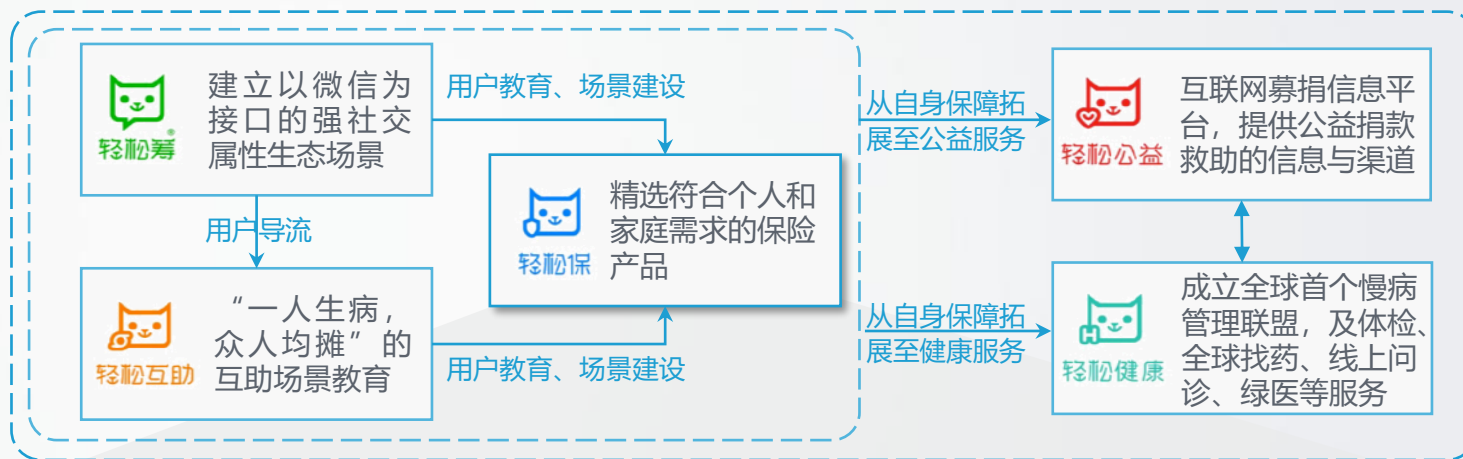 建立以微信为
接口的强社交
属性生态场景
轻松筹®
用户教育、场景建设
用户导流
“一人生病，
众人均摊”的
互助场景教育
轻松互助
用户教育、场景建设
精选符合个人和
家庭需求的保险
产品
轻松保
从自身保障拓
展至公益服务
互联网募捐信息平
台，提供公益捐款
救助的信息与渠道
轻松公益
从自身保障拓
展至健康服务
成立全球首个慢病
管理联盟，及体检、
全球找药、线上问
诊、绿医等服务
轻松健康